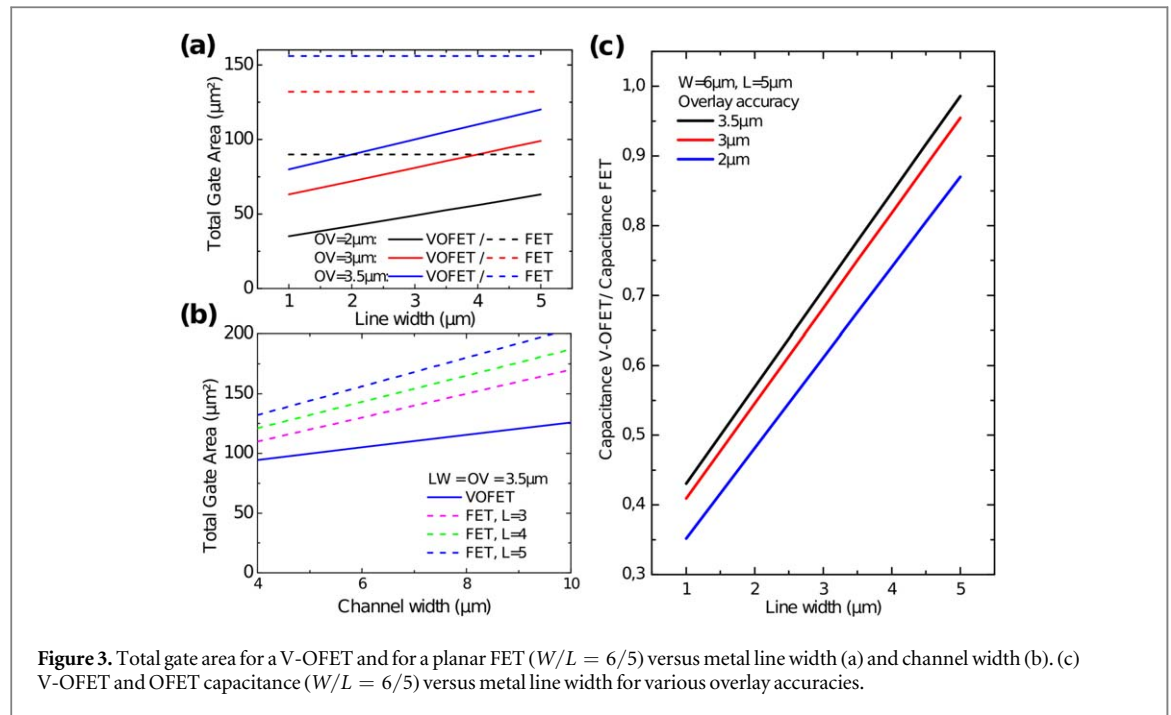 (a)
Total Gate Area (µm²)
150
100
50
0
OV=2µm: VOFET / FET
OV=3µm: VOFET / FET
OV=3.5µm: VOFET / FET
1 2 3 4 5
Line width (µm)
(b)
Total Gate Area (µm²)
200
150
100
50
0
LW = OV = 3.5µm
VOFET
FET, L=3
FET, L=4
FET, L=5
4 6 8 10
Channel width (µm)
(c)
Capacitance V-OFET/ Capacitance FET
1,0
0,9
0,8
0,7
0,6
0,5
0,4
0,3
W=6µm, L=5µm
Overlay accuracy
3.5µm
3µm
2µm
1 2 3 4 5
Line width (µm)
Figure 3. Total gate area for a V-OFET and for a planar FET (W/L = 6/5) versus metal line width (a) and channel width (b). (c)
V-OFET and OFET capacitance (W/L = 6/5) versus metal line width for various overlay accuracies.